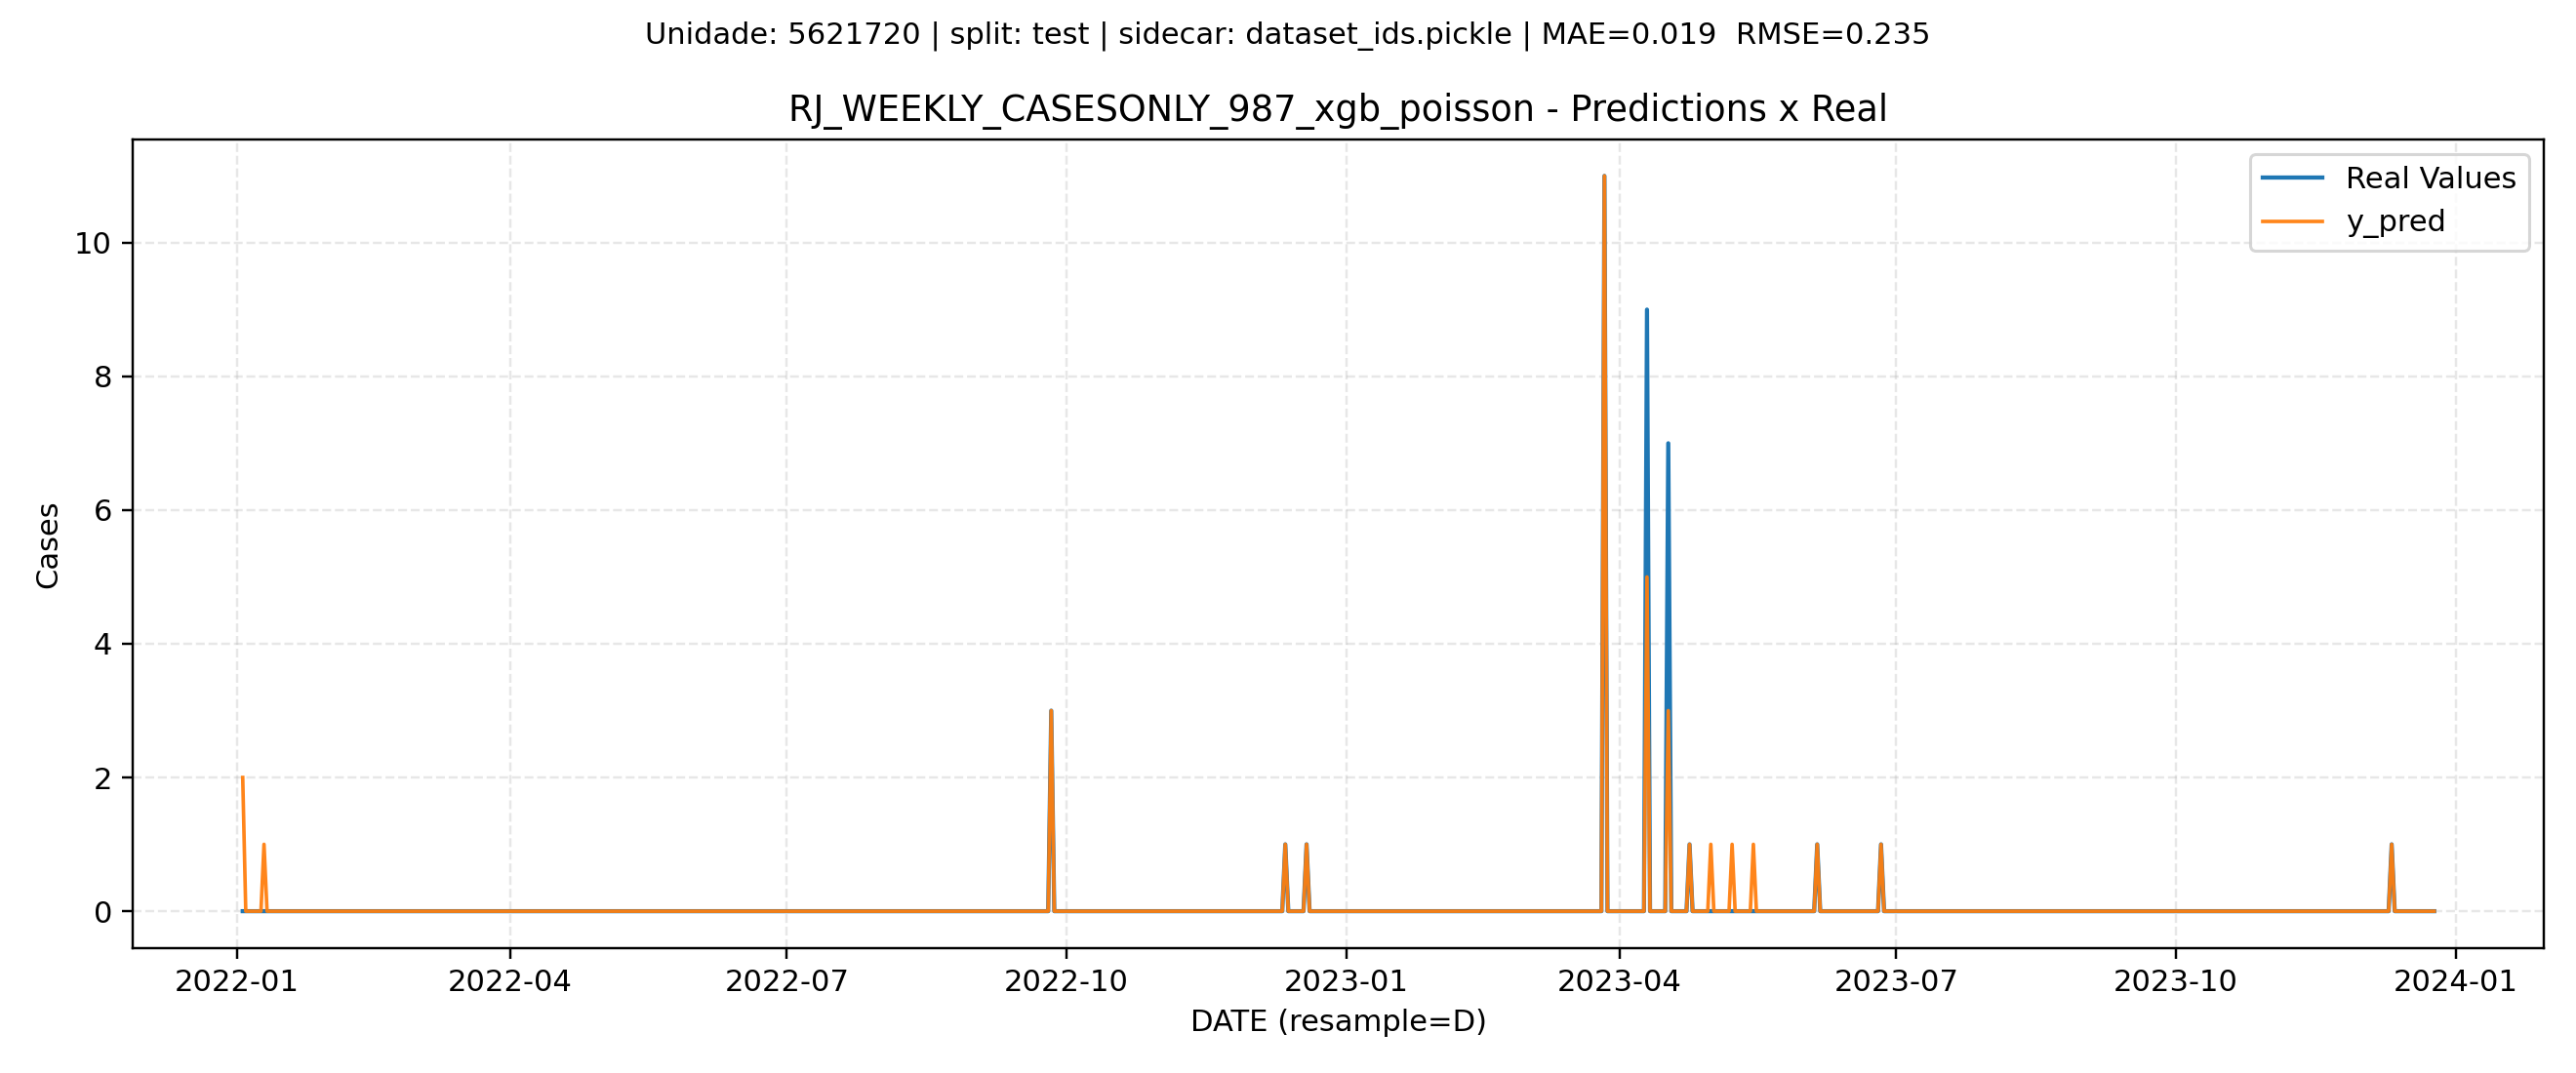 Unidade: 5621720 | split: test | sidecar: dataset_ids.pickle | MAE=0.019  RMSE=0.235
RJ_WEEKLY_CASESONLY_987_xgb_poisson - Predictions x Real
Real Values
y_pred
Cases
10
8
6
4
2
0
2022-01
2022-04
2022-07
2022-10
2023-01
2023-04
2023-07
2023-10
2024-01
DATE (resample=D)